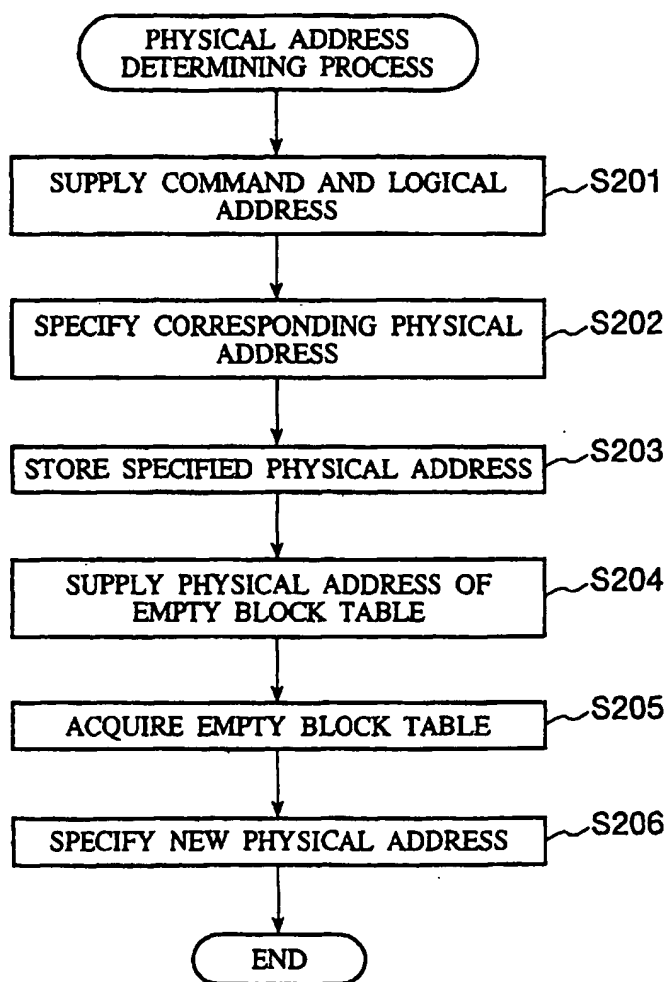 PHYSICAL ADDRESS
DETERMINING PROCESS
SUPPLY COMMAND AND LOGICAL
ADDRESS
S201
SPECIFY CORRESPONDING PHYSICAL
ADDRESS
S202
STORE SPECIFIED PHYSICAL ADDRESS
S203
SUPPLY PHYSICAL ADDRESS OF
EMPTY BLOCK TABLE
S204
ACQUIRE EMPTY BLOCK TABLE
S205
SPECIFY NEW PHYSICAL ADDRESS
S206
END